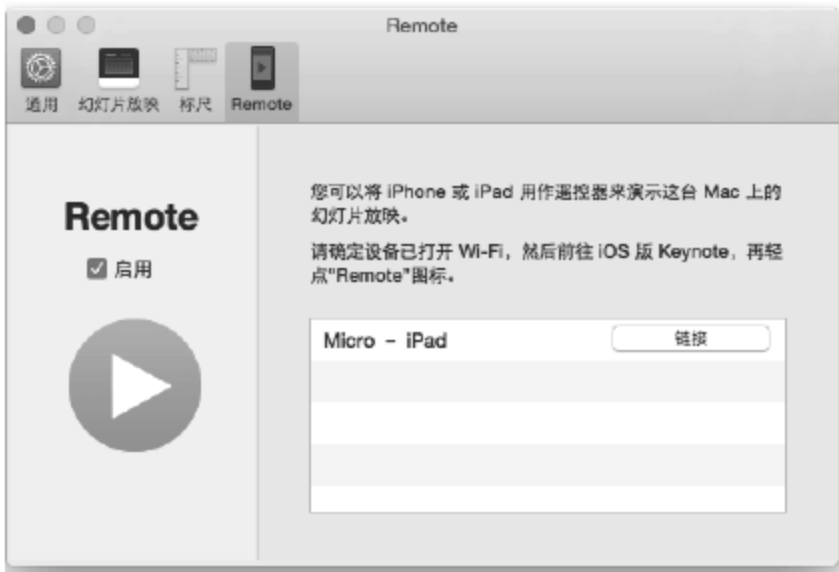 Remote
通用 幻灯片放映 标尺 Remote
Remote
启用
您可以将 iPhone 或 iPad 用作遥控器来演示这台 Mac 上的
幻灯片放映。
请确定设备已打开 Wi-Fi，然后前往 iOS 版 Keynote，再轻
点"Remote"图标。
Micro - iPad 链接